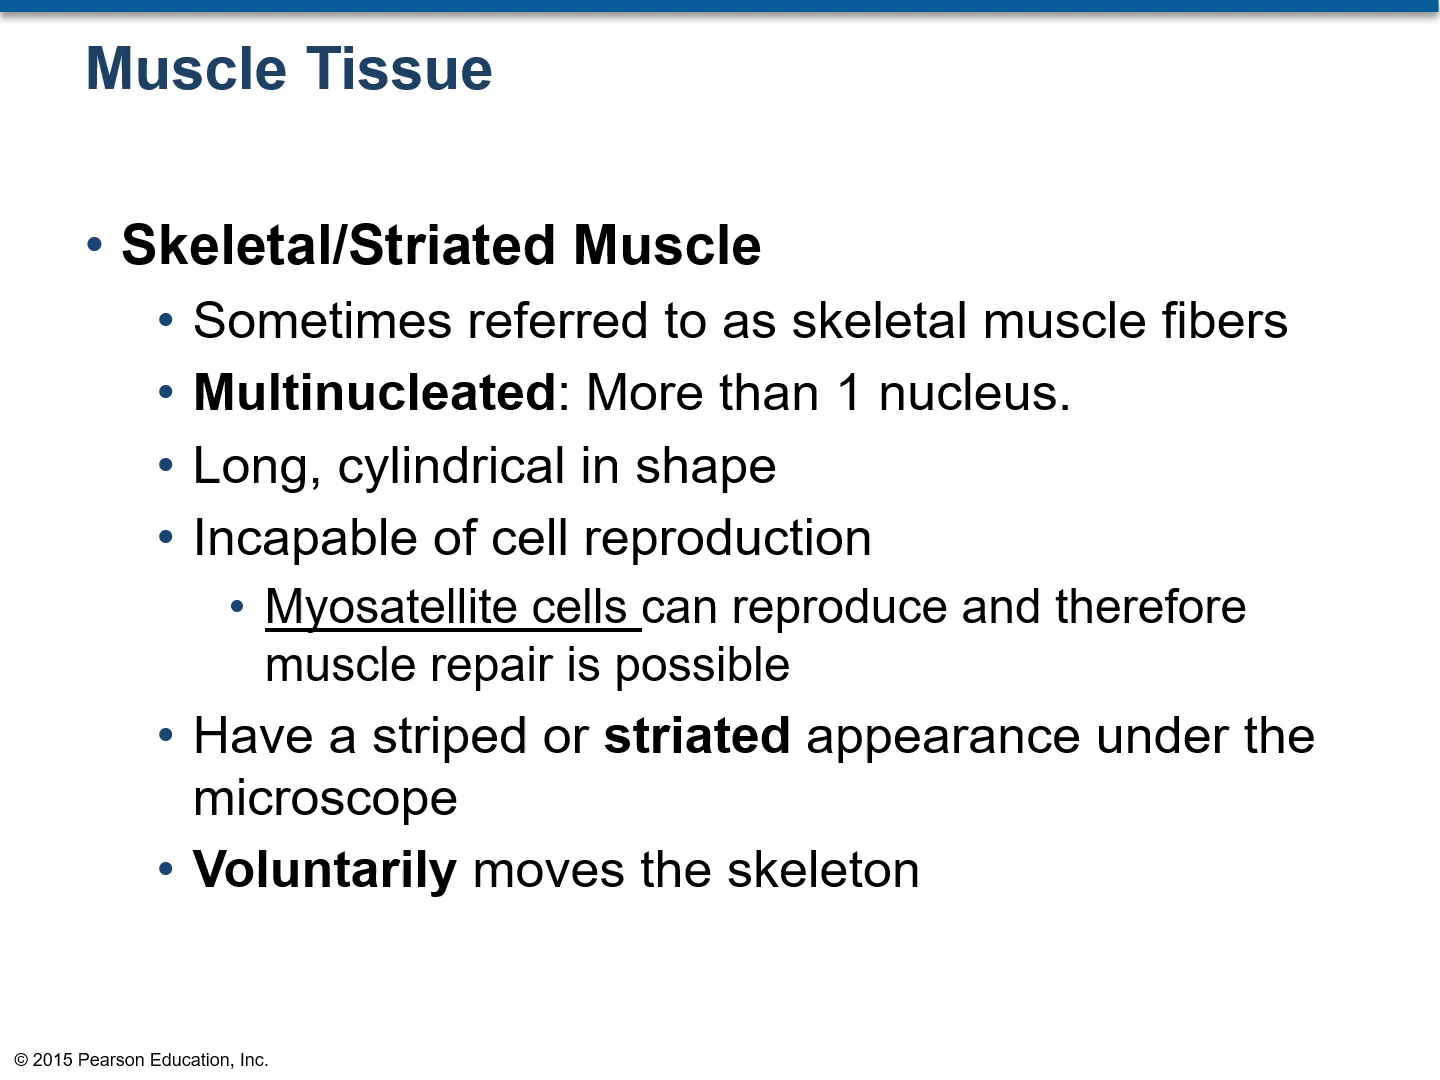 Muscle Tissue
• Skeletal/Striated Muscle
• Sometimes referred to as skeletal muscle fibers
• Multinucleated: More than 1 nucleus.
• Long, cylindrical in shape
• Incapable of cell reproduction
• Myosatellite cells can reproduce and therefore
muscle repair is possible
• Have a striped or striated appearance under the
microscope
• Voluntarily moves the skeleton
© 2015 Pearson Education, Inc.